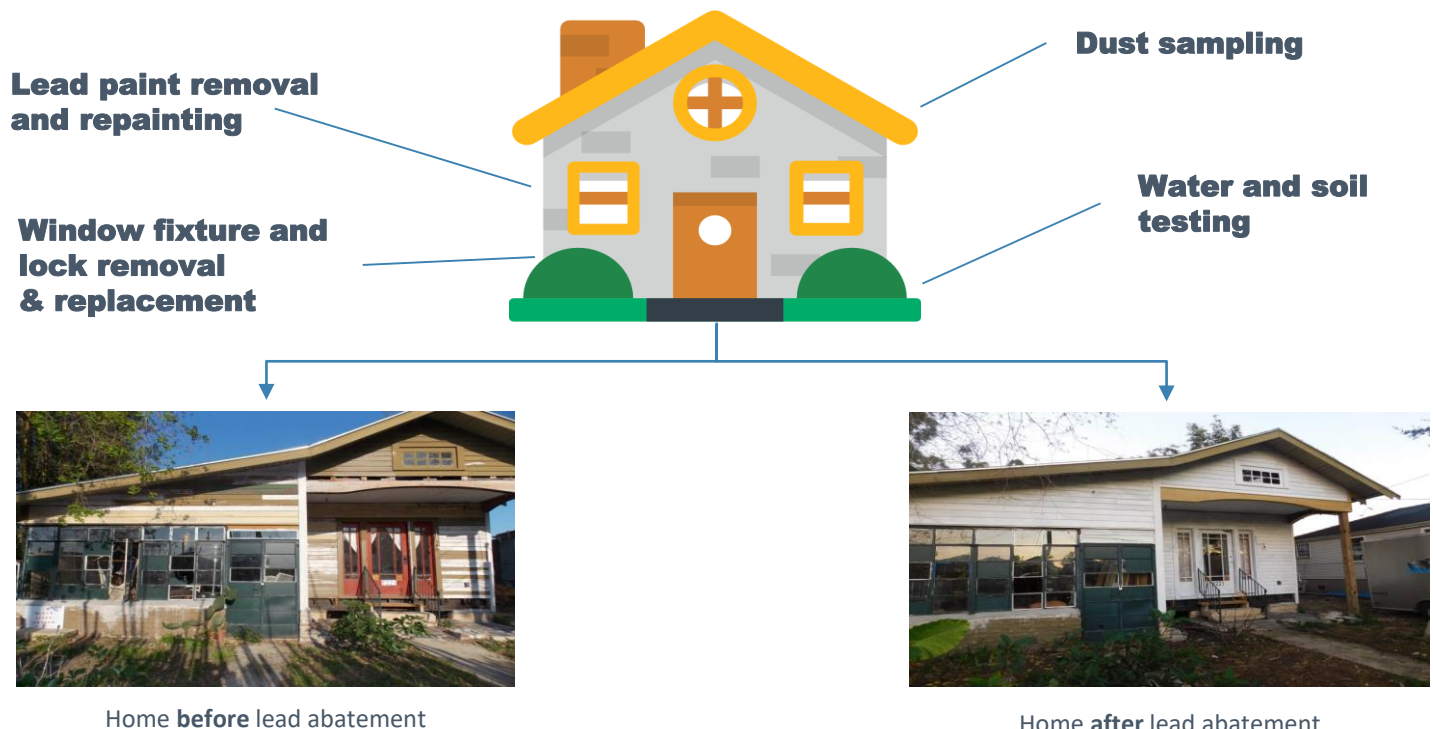 Lead paint removal
and repainting
Dust sampling
Window fixture and
lock removal
& replacement
Water and soil
testing
Home before lead abatement
Home after lead abatement